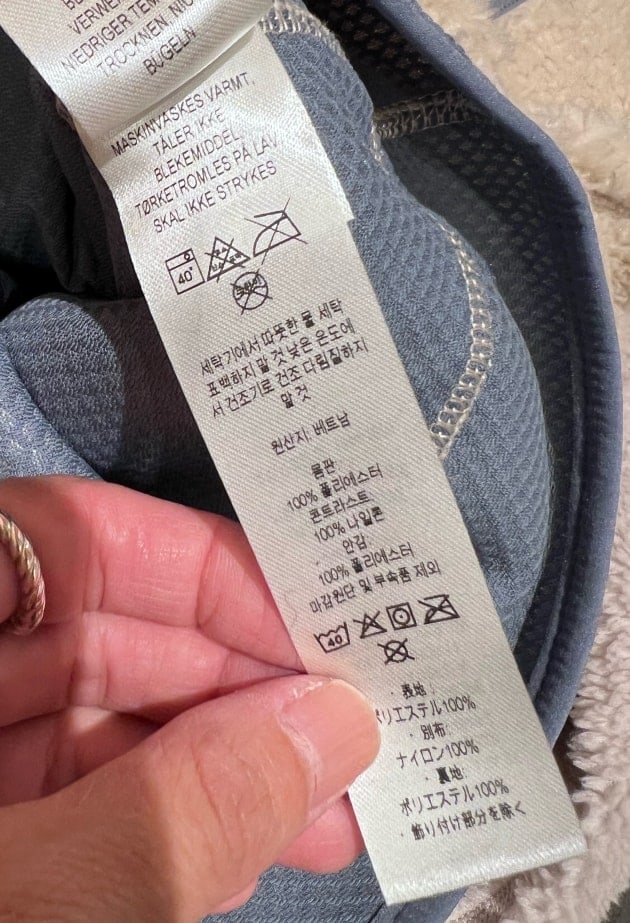 VERWE
NIEDRIGER TEM
TROCKNEN, NIC
BÜGELN
MASKINVASKES VARMT.
TÅLER IKKE
BLEKEMIDDEL.
TØRKETROMLES PÅ LAV
SKAL IKKE STRYKES
40°
세탁기에서 따뜻한 물 세탁
표백하지 말 것 낮은 온도에
서 건조기로 건조 다림질하지
말 것
원산지: 베트남
몸판
100% 폴리에스터
콘트라스트
100% 나일론
안감
100% 폴리에스터
마감원단 및 부속품 제외
40
・表地:
ポリエステル100%
・別布:
ナイロン100%
・裏地:
ポリエステル100%
・飾り付け部分を除く